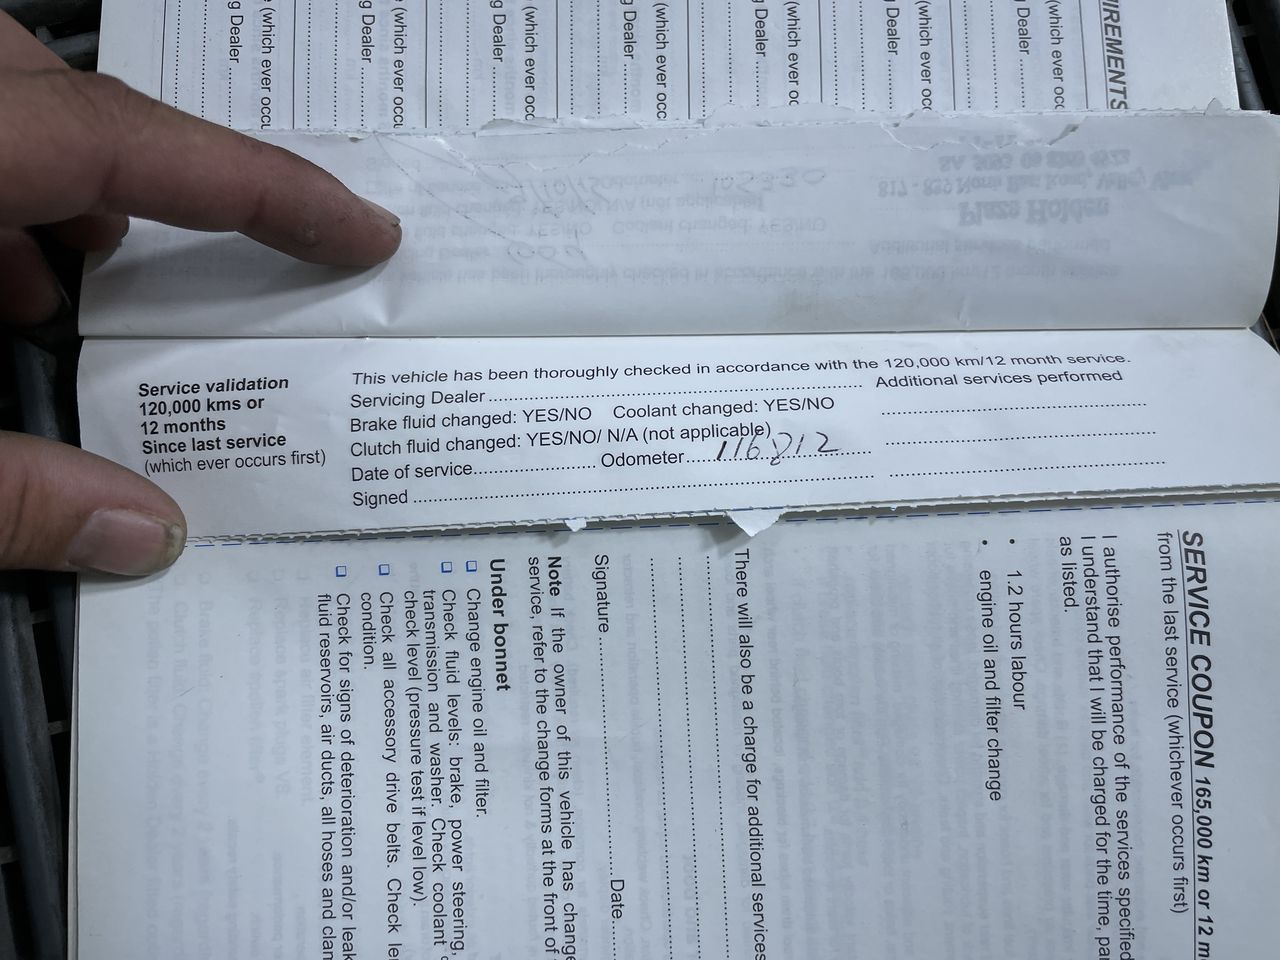 IREMENTS
(which ever occ
g Dealer
(which ever occ
g Dealer
(which ever oc
g Dealer
(which ever occ
g Dealer
(which ever occ
g Dealer
(which ever occ
g Dealer
(which ever occu
g Dealer
Service validation
120,000 kms or
12 months
Since last service
(which ever occurs first)
This vehicle has been thoroughly checked in accordance with the 120,000 km/12 month service.
Servicing Dealer.......... Additional services performed
Brake fluid changed: YES/NO Coolant changed: YES/NO
Clutch fluid changed: YES/NO/ N/A (not applicable)
Date of service.......... Odometer.....116812
Signed
SERVICE COUPON 165,000 km or 12 m
from the last service (whichever occurs first)
I authorise performance of the services specified
I understand that I will be charged for the time, pa
as listed.
• 1.2 hours labour
• engine oil and filter change
There will also be a charge for additional services
Signature..........Date.....
Note If the owner of this vehicle has change
service, refer to the change forms at the front of
Under bonnet
Change engine oil and filter.
Check fluid levels: brake, power steering,
transmission and washer. Check coolant
check level (pressure test if level low).
Check all accessory drive belts. Check
condition.
Check for signs of deterioration and/or leak
fluid reservoirs, air ducts, all hoses and clam